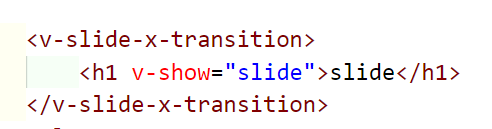 <v-slide-x-transition>
<h1 v-show="slide">slide</h1>
</v-slide-x-transition>